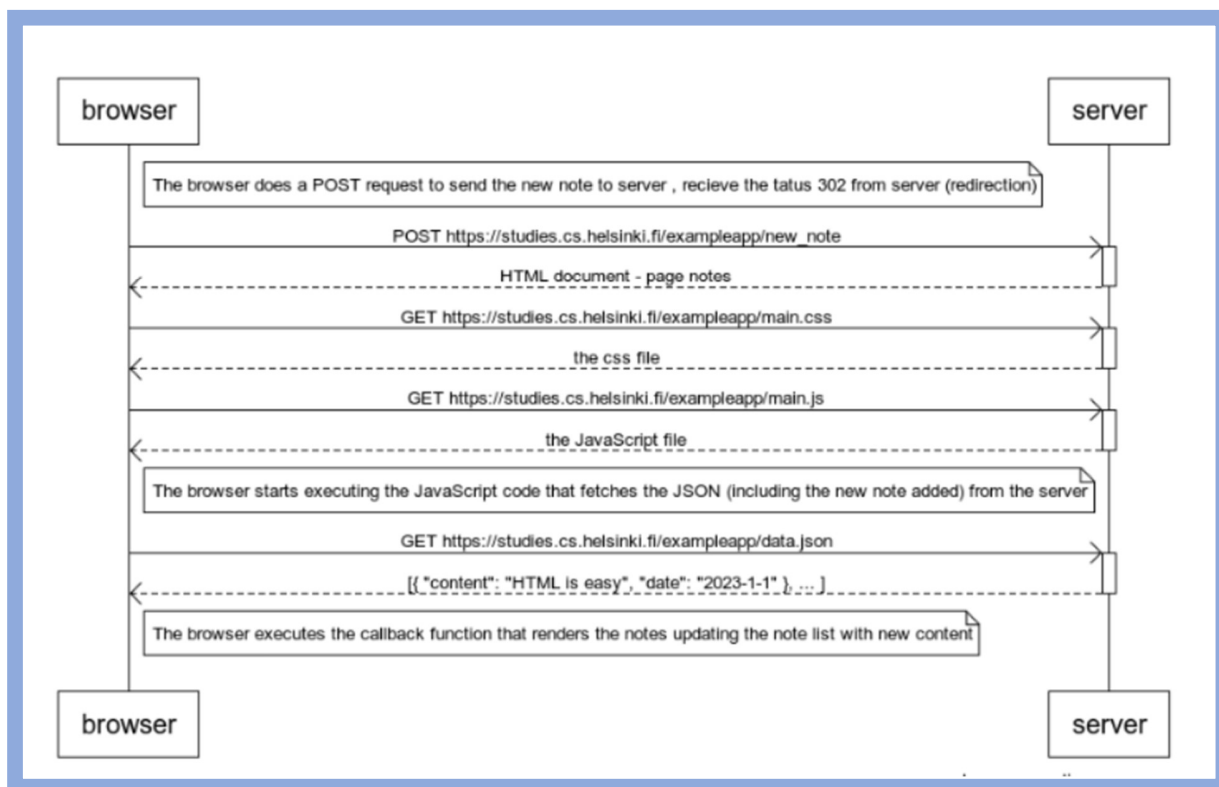 browser
server
The browser does a POST request to send the new note to server , recieve the tatus 302 from server (redirection)
POST https://studies.cs.helsinki.fi/exampleapp/new_note
HTML document - page notes
GET https://studies.cs.helsinki.fi/exampleapp/main.css
the css file
GET https://studies.cs.helsinki.fi/exampleapp/main.js
the JavaScript file
The browser starts executing the JavaScript code that fetches the JSON (including the new note added) from the server
GET https://studies.cs.helsinki.fi/exampleapp/data.json
[{ "content": "HTML is easy", "date": "2023-1-1" }, ... ]
The browser executes the callback function that renders the notes updating the note list with new content
browser
server